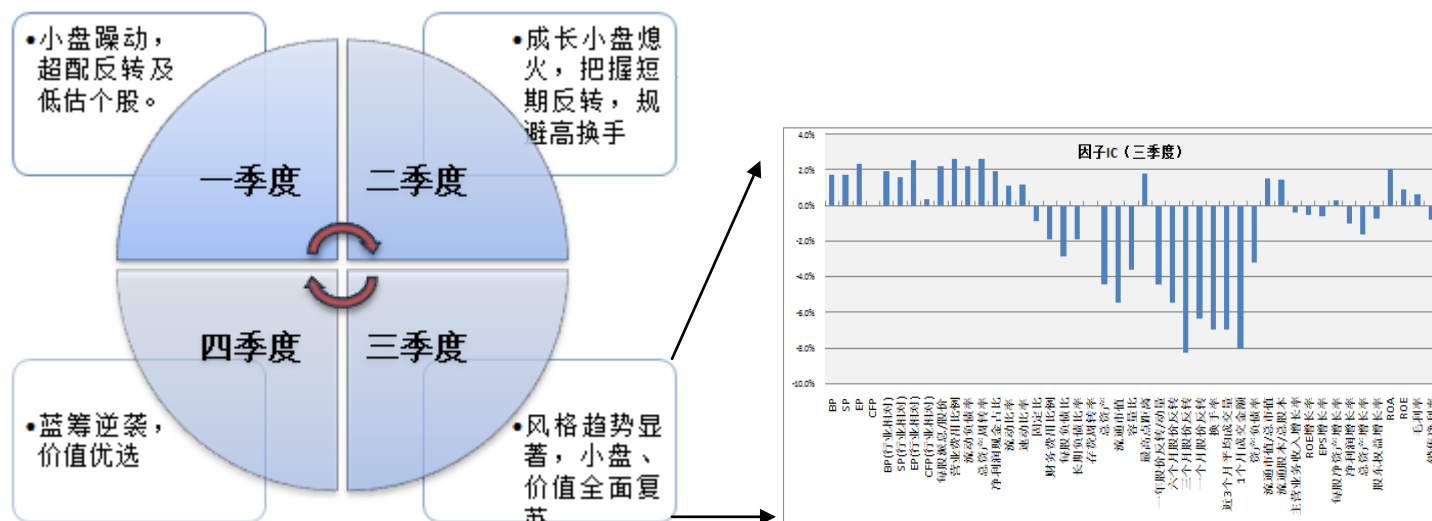 •小盘躁动，
超配反转及
低估个股。
•成长小盘熄
火，把握短
期反转，规
避高换手
一季度
二季度
四季度
三季度
•蓝筹逆袭，
价值优选
•风格趋势显
著，小盘、
价值全面复
苏
因子IC（三季度）
4.0%
2.0%
0.0%
-2.0%
-4.0%
-6.0%
-8.0%
-10.0%
BP
SP
EP
CFP
BP(行业相对)
SP(行业相对)
EP(行业相对)
CFP(行业相对)
每股派息/股价
营业费用比例
流动负债率
总资产周转率
净利润现金占比
流动比率
速动比率
固定比
财务费用比例
每股负债比
长期负债比率
存货周转率
总资产
流通市值
容量比
最高点距离
一年股价反转/动量
六个月股价反转
三个月股价反转
一个月股价反转
换手率
近3个月平均成交量
1个月成交金额
资产负债率
流通市值/总市值
流通股本/总股本
主营业务收入增长率
ROE增长率
EPS增长率
每股净资产增长率
净利润增长率
总资产增长率
股东权益增长率
ROA
ROE
毛利率